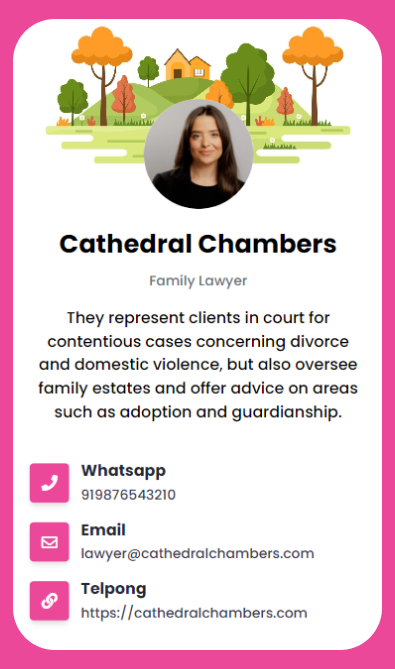 Cathedral Chambers
Family Lawyer
They represent clients in court for
contentious cases concerning divorce
and domestic violence, but also oversee
family estates and offer advice on areas
such as adoption and guardianship.
Whatsapp
919876543210
Email
lawyer@cathedralchambers.com
Telpong
https://cathedralchambers.com